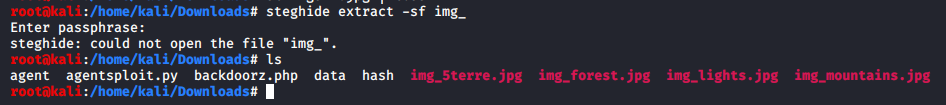 root@kali:/home/kali/Downloads# steghide extract -sf img_
Enter passphrase:
steghide: could not open the file "img_".
root@kali:/home/kali/Downloads# ls
agent agentsploit.py backdoorz.php data hash img_5terre.jpg img_forest.jpg img_lights.jpg img_mountains.jpg
root@kali:/home/kali/Downloads#